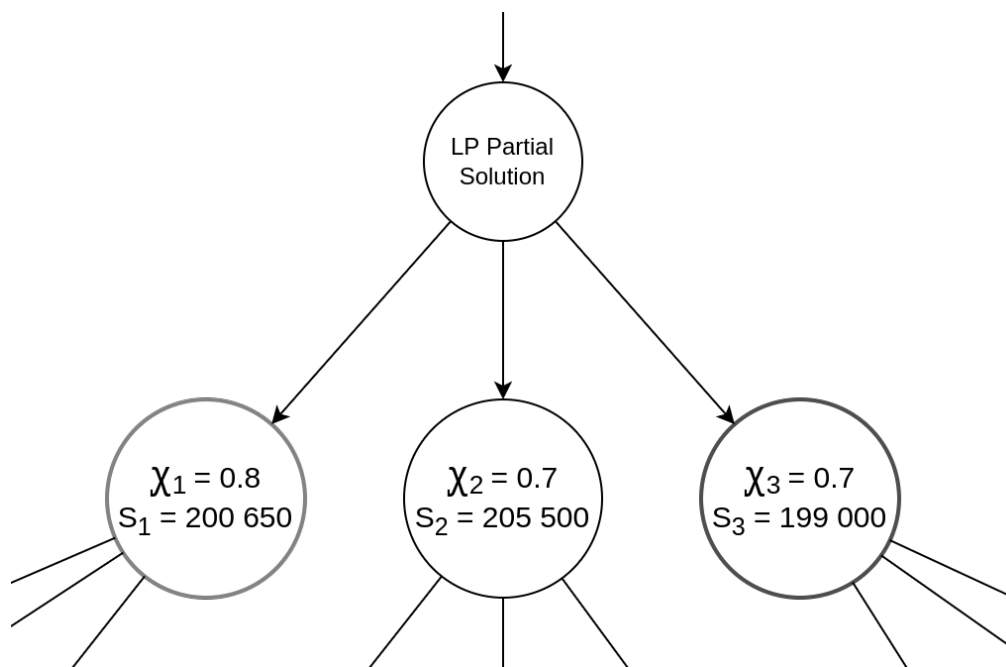 LP Partial
Solution
χ1 = 0.8
S1 = 200 650
χ2 = 0.7
S2 = 205 500
χ3 = 0.7
S3 = 199 000